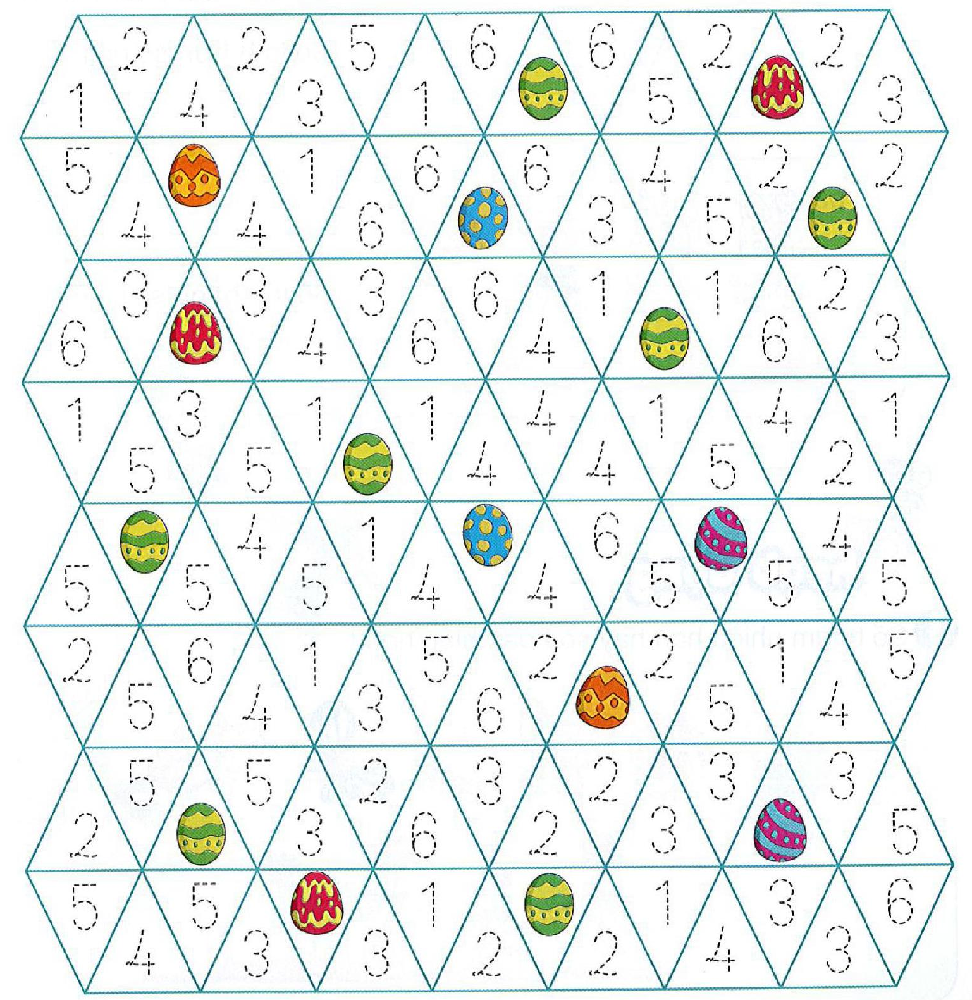 2 2 5 6 6 2 2
1 4 3 1 5 3
5 1 6 6 4 2 2
4 4 6 3 5
3 3 3 6 1 1 2
6 4 6 4 6 3
1 3 1 1 4 1 4 1
5 5 4 4 5 2
4 1 6 4
5 5 5 4 4 5 5 5
2 6 1 5 2 2 1 5
5 4 3 6 5 4
5 5 2 3 2 3 3
2 3 6 2 3 5
5 5 1 1 3 6
4 3 3 2 2 4 3